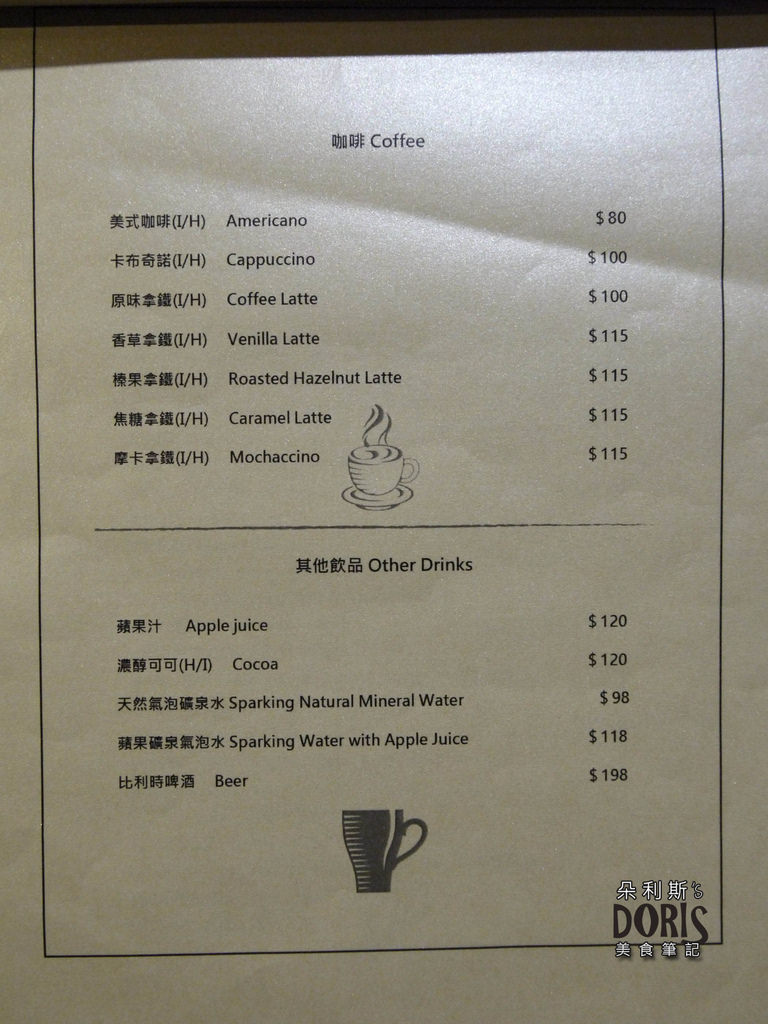 咖啡 Coffee
美式咖啡(I/H) Americano $80
卡布奇諾(I/H) Cappuccino $100
原味拿鐵(I/H) Coffee Latte $100
香草拿鐵(I/H) Venilla Latte $115
榛果拿鐵(I/H) Roasted Hazelnut Latte $115
焦糖拿鐵(I/H) Caramel Latte $115
摩卡拿鐵(I/H) Mochaccino $115
其他飲品 Other Drinks
蘋果汁 Apple juice $120
濃醇可可(H/I) Cocoa $120
天然氣泡礦泉水 Sparking Natural Mineral Water $98
蘋果礦泉氣泡水 Sparking Water with Apple Juice $118
比利時啤酒 Beer $198
朵利斯's
DORIS
美食筆記